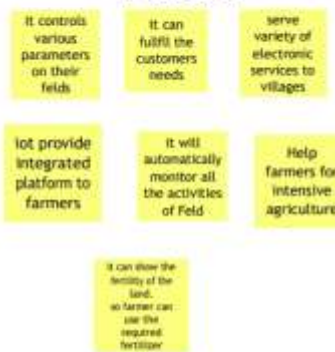 It controls
various
parameters
on their
felds
It can
fullfil the
customers
needs
serve
variety of
electronic
services to
villages
iot provide
integrated
platform to
farmers
It will
automatically
monitor all
the activities
of Feld
Help
farmers for
intensive
agriculture
it can show the
fertility of the
land,
so farmer can
use the
required
fertilizer